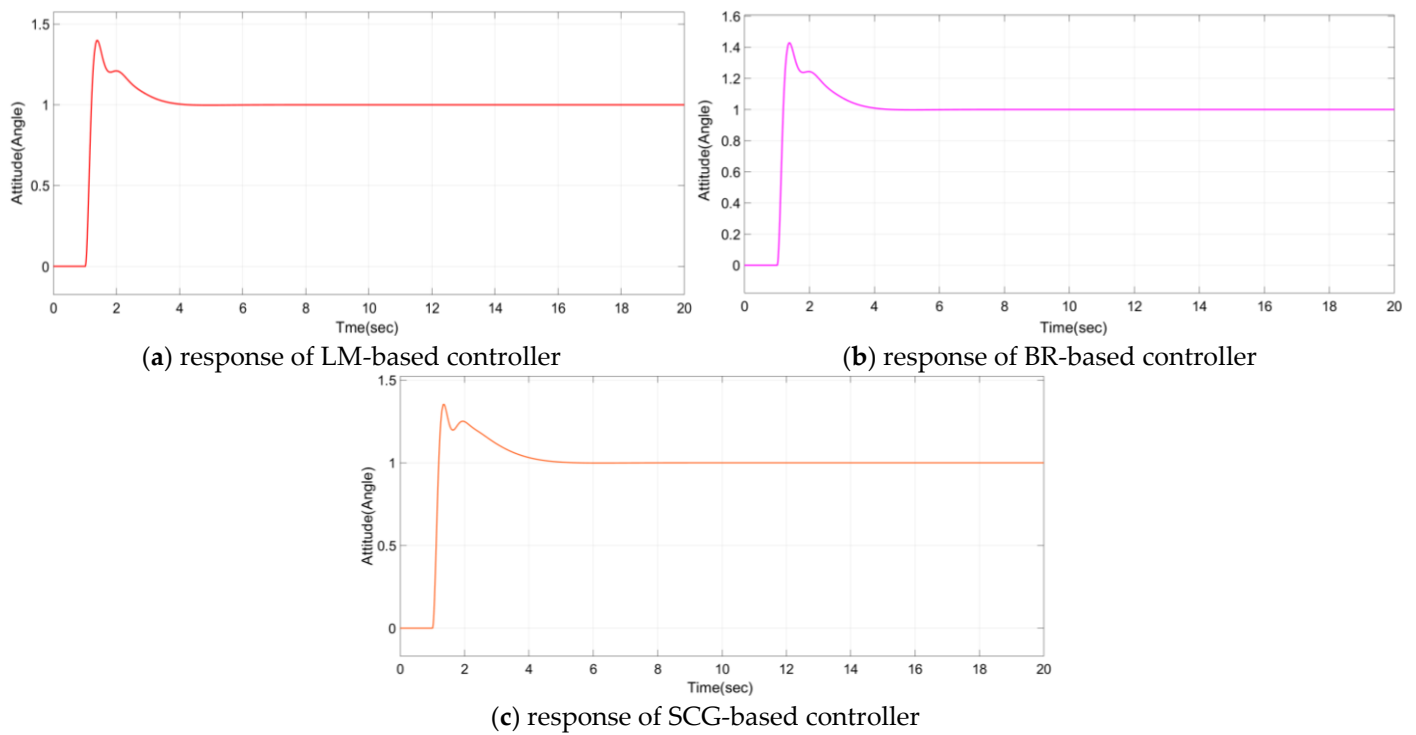 1.5
1
0.5
0
Attitude(Angle)
0 2 4 6 8 10 12 14 16 18 20
Tme(sec)
(a) response of LM-based controller
1.6
1.4
1.2
1
0.8
0.6
0.4
0.2
0
Attitude(Angle)
0 2 4 6 8 10 12 14 16 18 20
Time(sec)
(b) response of BR-based controller
1.5
1
0.5
0
Attitude(Angle)
0 2 4 6 8 10 12 14 16 18 20
Time(sec)
(c) response of SCG-based controller